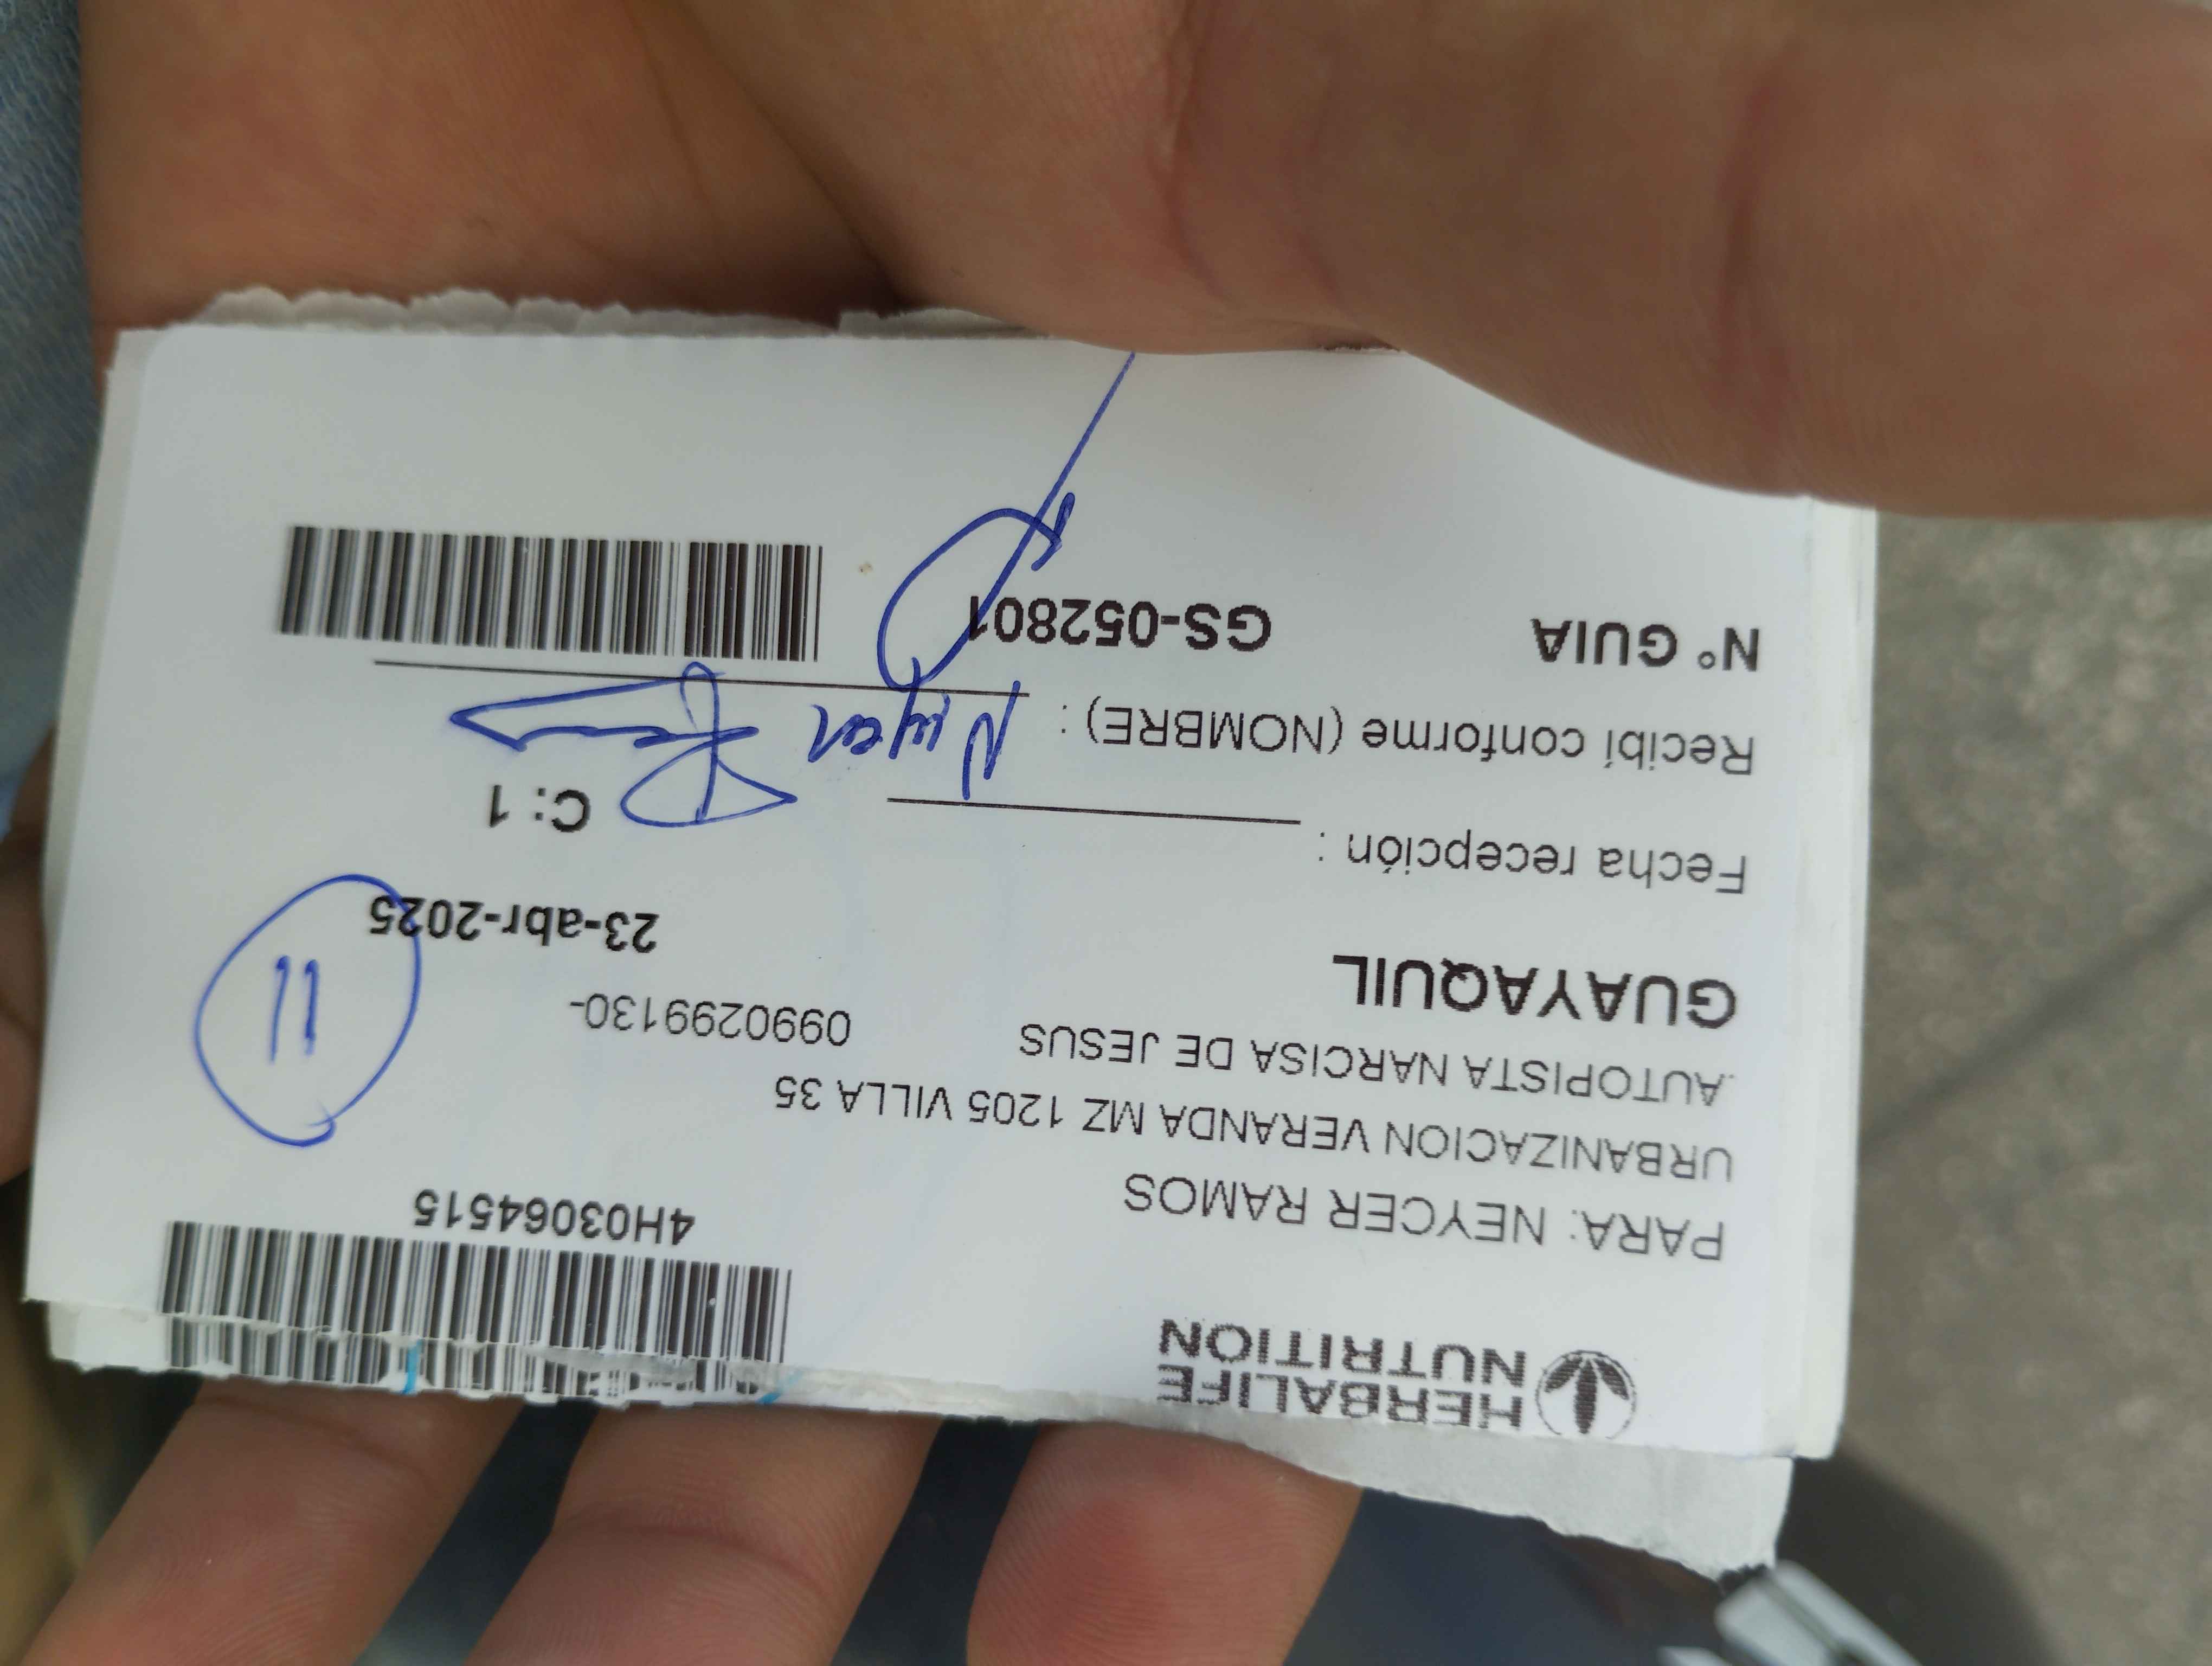 HERBALIFE
NUTRITION
4H03064515
PARA: NEYCER RAMOS
URBANIZACION VERANDA MZ 1205 VILLA 35
AUTOPISTA NARCISA DE JESUS 0990299130-
GUAYAQUIL 23-abr-2025
11
Fecha recepción : C: 1
Recibí conforme (NOMBRE) :
N° GUIA GS-052801